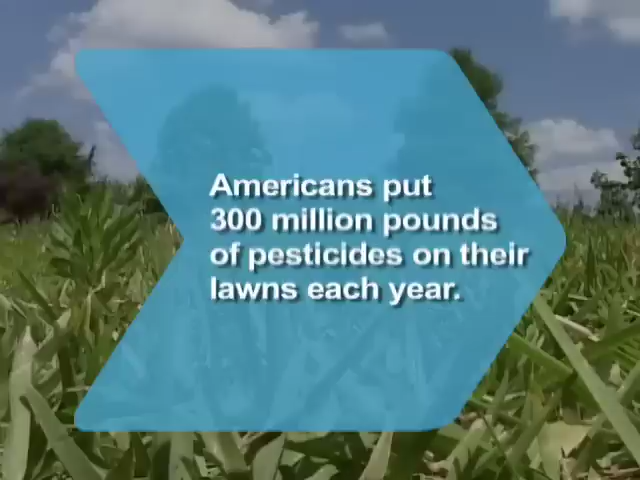 Americans put
300 million pounds
of pesticides on their
lawns each year.